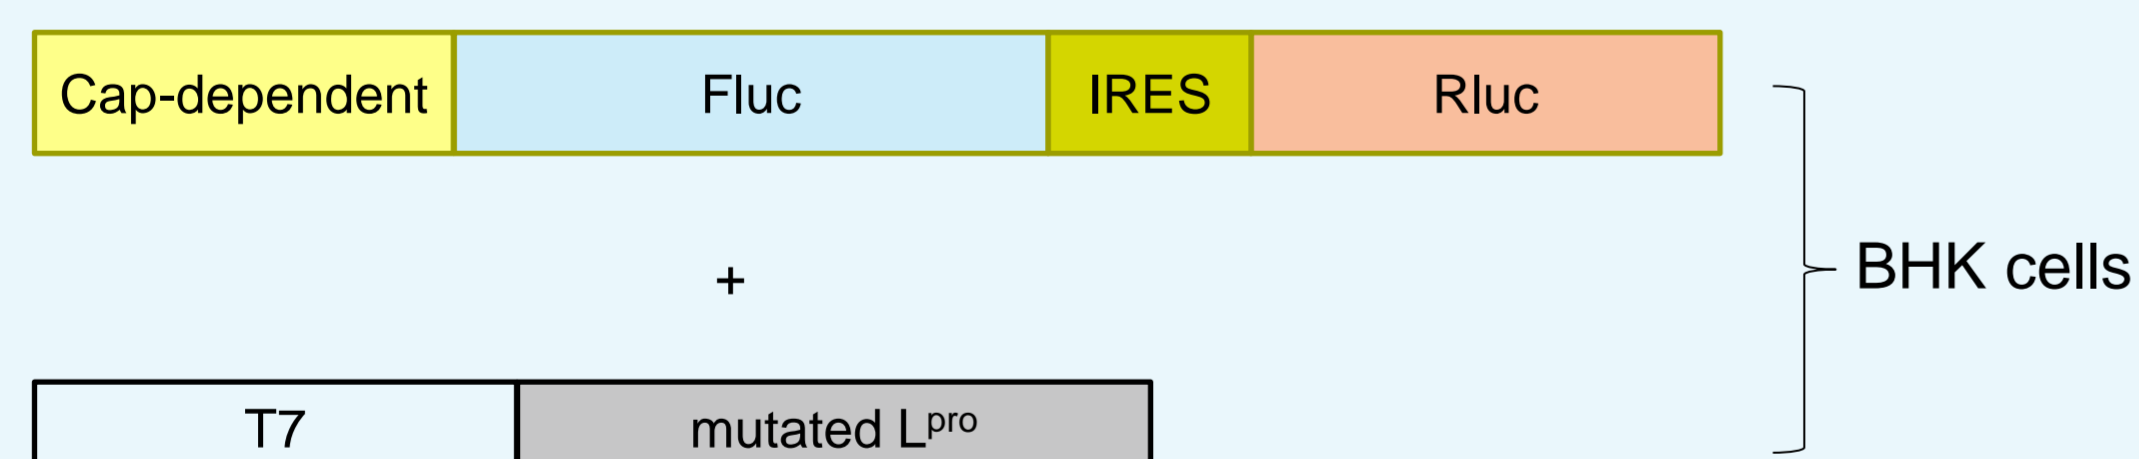 Cap-dependent Fluc IRES Rluc
+
BHK cells
T7 mutated Lᵖʳᵒ